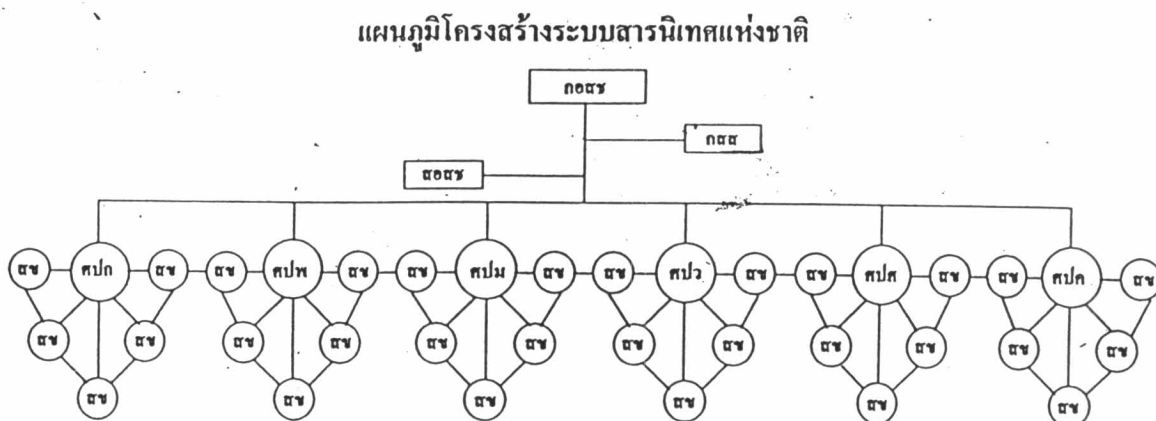 แผนภูมิโครงสร้างระบบสารนิเทศแห่งชาติ
กอสช
กสส
สอสช
สช ศปก สช สช ศปพ สช สช ศปม สช สช ศปว สช สช ศปศ สช สช ศปค สช
สช สช สช สช สช สช สช สช สช สช สช สช
สช สช สช สช สช สช